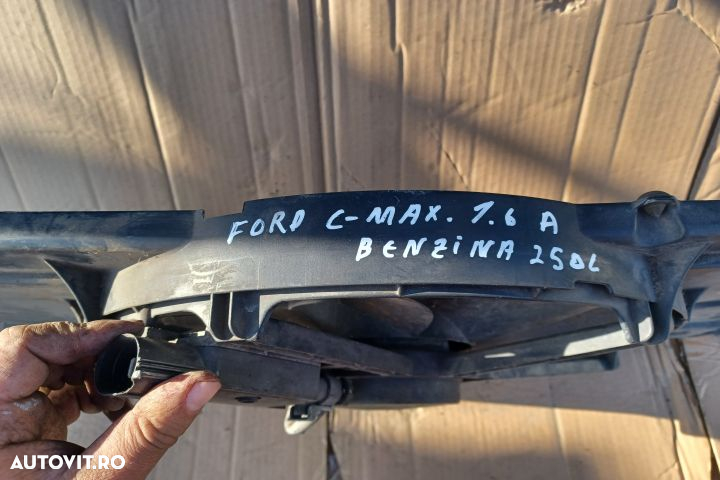 FORD C-MAX. 1.6 A
BENZINA 250L
AUTOVIT.RO